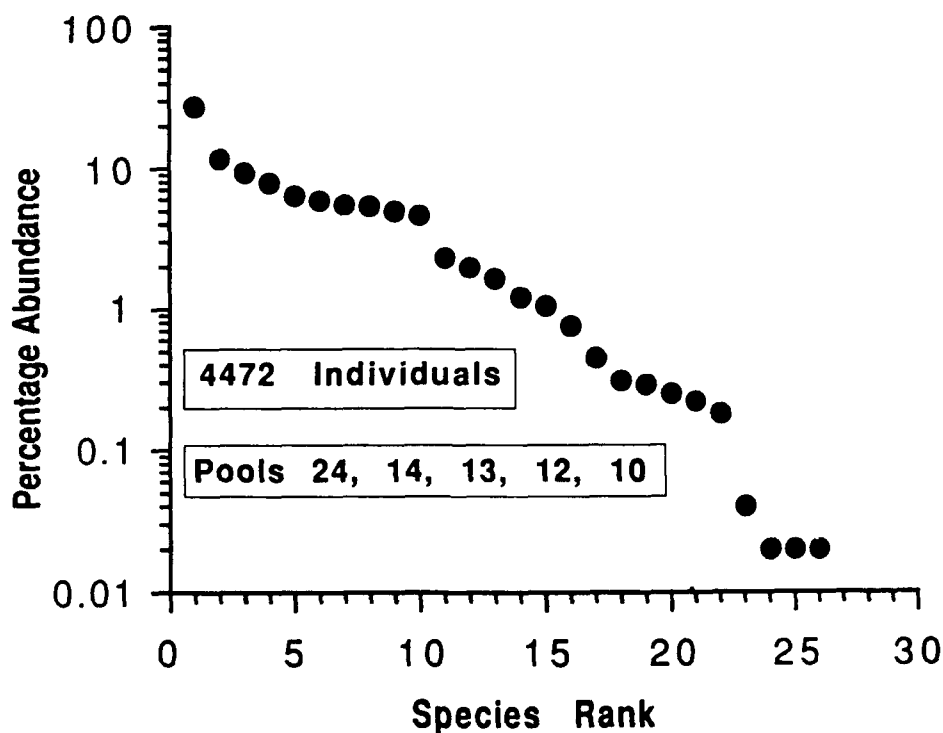 100
10
1
0.1
0.01
Percentage Abundance
4472 Individuals
Pools 24, 14, 13, 12, 10
0 5 10 15 20 25 30
Species Rank